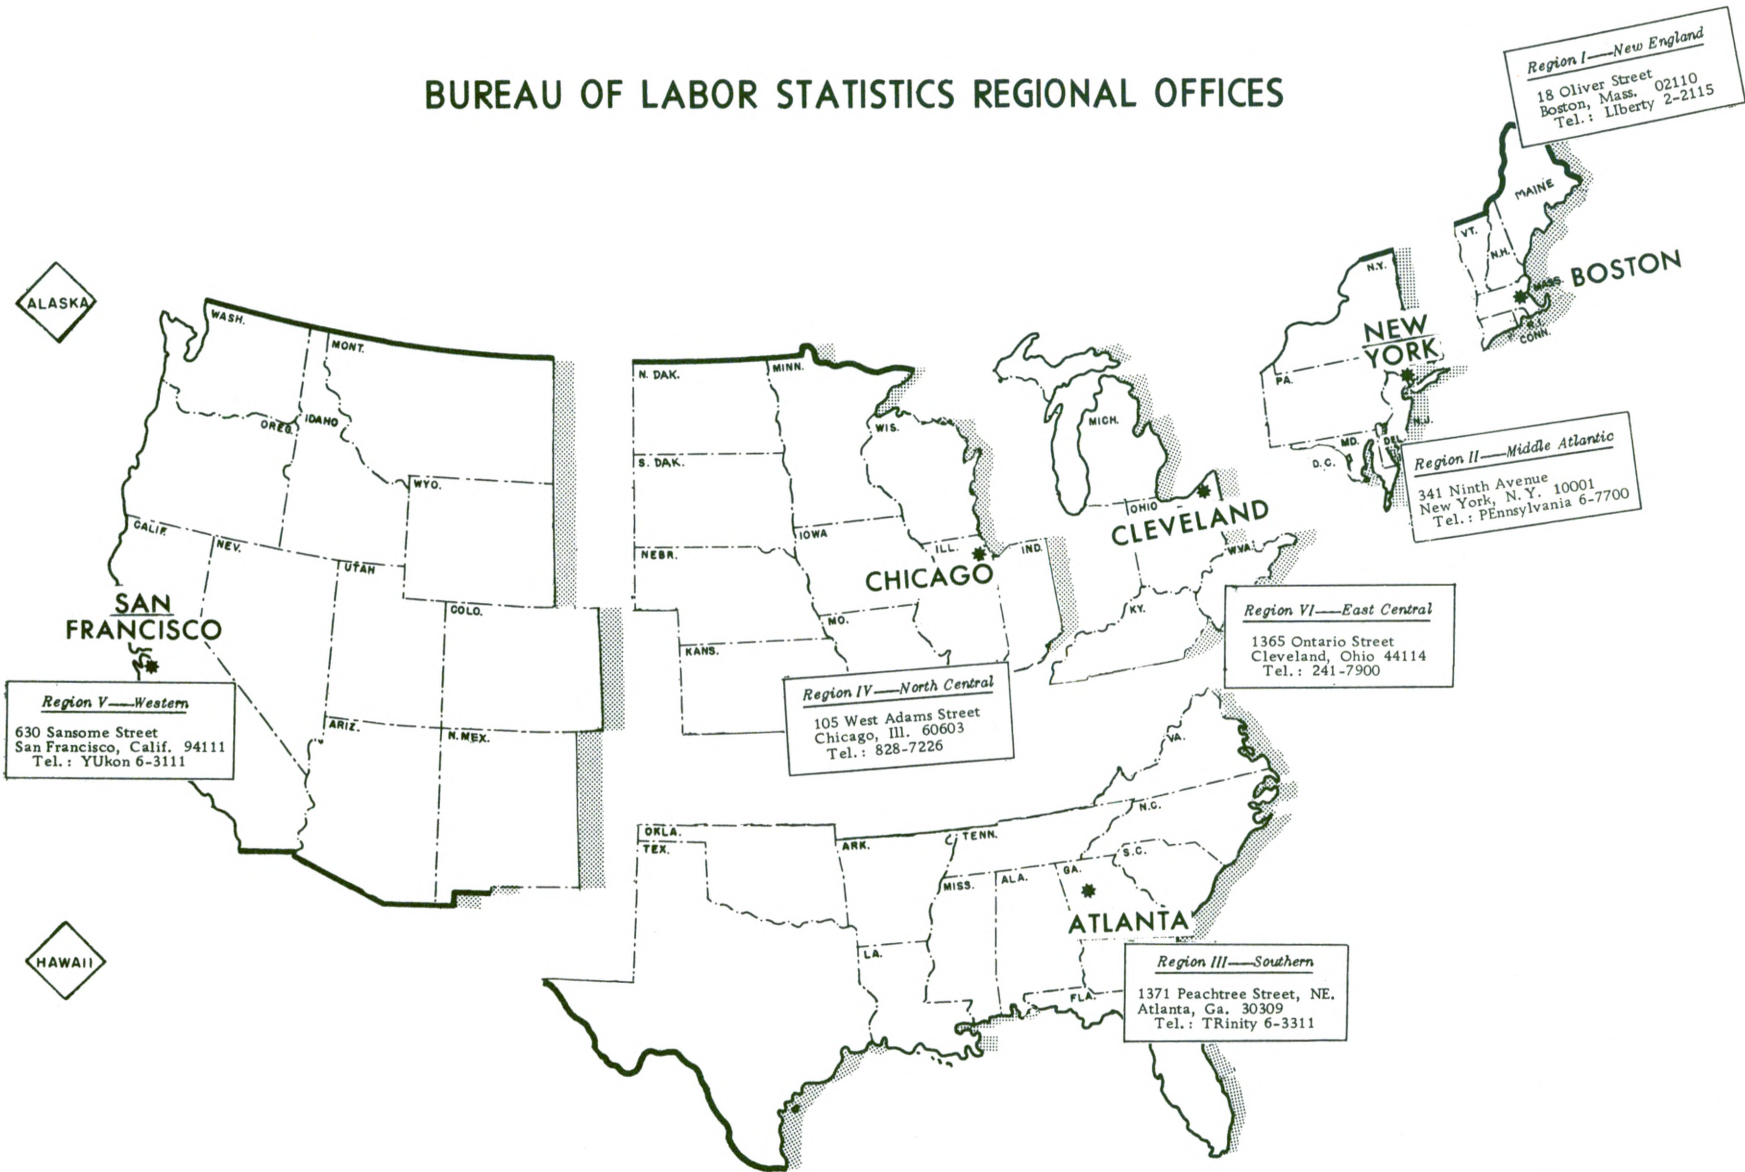 BUREAU OF LABOR STATISTICS REGIONAL OFFICES
Region I—New England
18 Oliver Street
Boston, Mass. 02110
Tel.: LIberty 2-2115
MAINE
VT.
N.H.
MASS.
BOSTON
R.I.
CONN.
N.Y.
NEW
YORK
PA.
N.J.
MD.
DEL.
D.C.
Region II—Middle Atlantic
341 Ninth Avenue
New York, N.Y. 10001
Tel.: PEnnsylvania 6-7700
ALASKA
WASH.
MONT.
OREG.
IDAHO
WYO.
CALIF.
NEV.
UTAH
COLO.
SAN
FRANCISCO
Region V—Western
630 Sansome Street
San Francisco, Calif. 94111
Tel.: YUkon 6-3111
ARIZ.
N.MEX.
HAWAII
N. DAK.
MINN.
S. DAK.
WIS.
IOWA
NEBR.
ILL.
IND.
CHICAGO
MO.
KANS.
Region IV—North Central
105 West Adams Street
Chicago, Ill. 60603
Tel.: 828-7226
MICH.
OHIO
CLEVELAND
W.VA.
KY.
Region VI—East Central
1365 Ontario Street
Cleveland, Ohio 44114
Tel.: 241-7900
VA.
N.C.
OKLA.
TEX.
ARK.
TENN.
S.C.
MISS.
ALA.
GA.
ATLANTA
LA.
FLA.
Region III—Southern
1371 Peachtree Street, NE.
Atlanta, Ga. 30309
Tel.: TRinity 6-3311